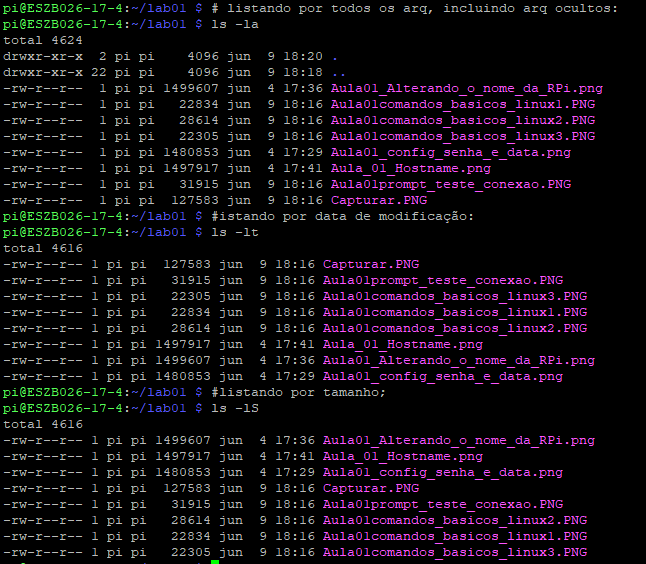 pi@ESZB026-17-4:~/lab01 $ # listando por todos os arq, incluindo arq ocultos:
pi@ESZB026-17-4:~/lab01 $ ls -la
total 4624
drwxr-xr-x  2 pi pi    4096 jun  9 18:20 .
drwxr-xr-x 22 pi pi    4096 jun  9 18:18 ..
-rw-r--r--  1 pi pi 1499607 jun  4 17:36 Aula01_Alterando_o_nome_da_RPi.png
-rw-r--r--  1 pi pi   22834 jun  9 18:16 Aula01comandos_basicos_linux1.PNG
-rw-r--r--  1 pi pi   28614 jun  9 18:16 Aula01comandos_basicos_linux2.PNG
-rw-r--r--  1 pi pi   22305 jun  9 18:16 Aula01comandos_basicos_linux3.PNG
-rw-r--r--  1 pi pi 1480853 jun  4 17:29 Aula01_config_senha_e_data.png
-rw-r--r--  1 pi pi 1497917 jun  4 17:41 Aula_01_Hostname.png
-rw-r--r--  1 pi pi   31915 jun  9 18:16 Aula01prompt_teste_conexao.PNG
-rw-r--r--  1 pi pi  127583 jun  9 18:16 Capturar.PNG
pi@ESZB026-17-4:~/lab01 $ #istando por data de modificação:
pi@ESZB026-17-4:~/lab01 $ ls -lt
total 4616
-rw-r--r-- 1 pi pi  127583 jun  9 18:16 Capturar.PNG
-rw-r--r-- 1 pi pi   31915 jun  9 18:16 Aula01prompt_teste_conexao.PNG
-rw-r--r-- 1 pi pi   22305 jun  9 18:16 Aula01comandos_basicos_linux3.PNG
-rw-r--r-- 1 pi pi   22834 jun  9 18:16 Aula01comandos_basicos_linux1.PNG
-rw-r--r-- 1 pi pi   28614 jun  9 18:16 Aula01comandos_basicos_linux2.PNG
-rw-r--r-- 1 pi pi 1497917 jun  4 17:41 Aula_01_Hostname.png
-rw-r--r-- 1 pi pi 1499607 jun  4 17:36 Aula01_Alterando_o_nome_da_RPi.png
-rw-r--r-- 1 pi pi 1480853 jun  4 17:29 Aula01_config_senha_e_data.png
pi@ESZB026-17-4:~/lab01 $ #listando por tamanho;
pi@ESZB026-17-4:~/lab01 $ ls -lS
total 4616
-rw-r--r-- 1 pi pi 1499607 jun  4 17:36 Aula01_Alterando_o_nome_da_RPi.png
-rw-r--r-- 1 pi pi 1497917 jun  4 17:41 Aula_01_Hostname.png
-rw-r--r-- 1 pi pi 1480853 jun  4 17:29 Aula01_config_senha_e_data.png
-rw-r--r-- 1 pi pi  127583 jun  9 18:16 Capturar.PNG
-rw-r--r-- 1 pi pi   31915 jun  9 18:16 Aula01prompt_teste_conexao.PNG
-rw-r--r-- 1 pi pi   28614 jun  9 18:16 Aula01comandos_basicos_linux2.PNG
-rw-r--r-- 1 pi pi   22834 jun  9 18:16 Aula01comandos_basicos_linux1.PNG
-rw-r--r-- 1 pi pi   22305 jun  9 18:16 Aula01comandos_basicos_linux3.PNG